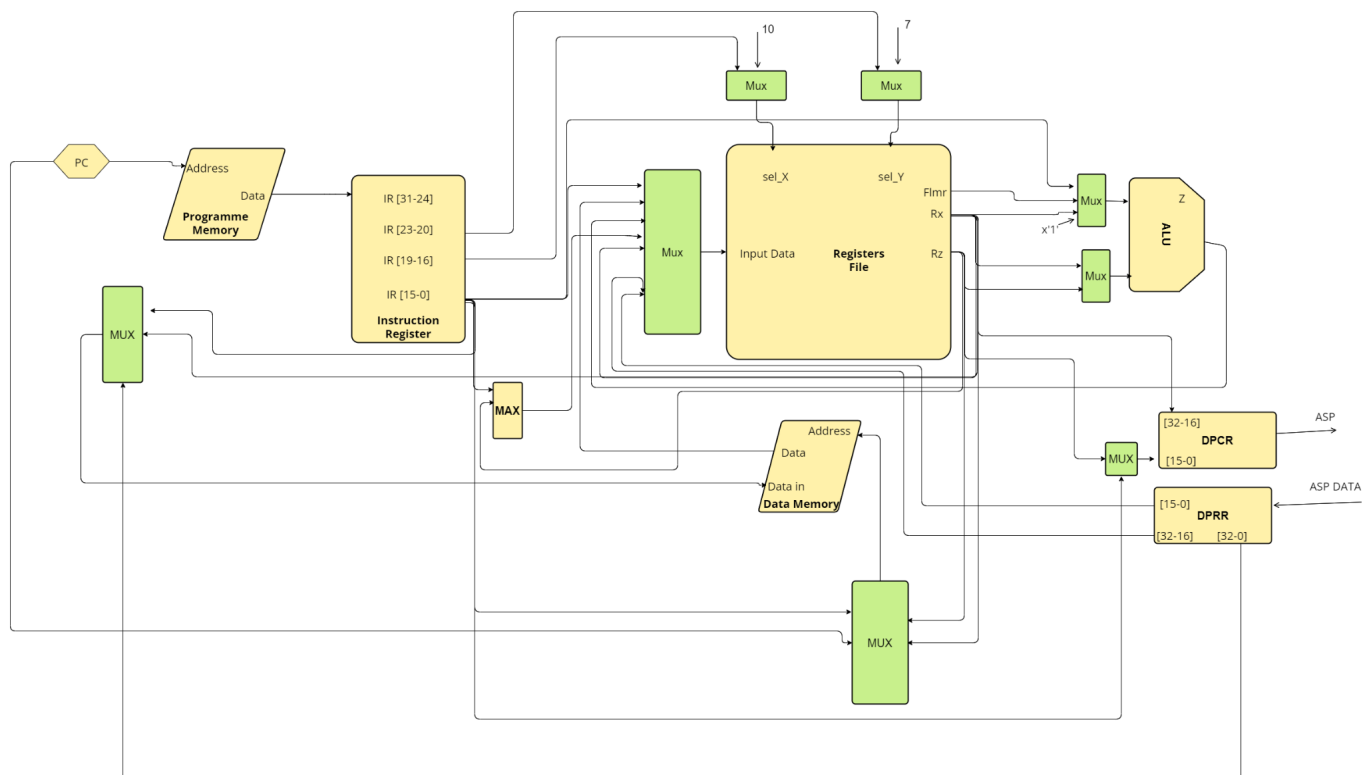 10
7
Mux
Mux
PC
Address
Data
Programme
Memory
IR [31-24]
IR [23-20]
IR [19-16]
IR [15-0]
Instruction
Register
Mux
sel_X
sel_Y
Flmr
Rx
Input Data
Registers
File
Rz
Mux
x'1'
Mux
Z
ALU
MUX
MAX
Address
Data
Data in
Data Memory
[32-16]
DPCR
[15-0]
ASP
MUX
ASP DATA
[15-0]
DPRR
[32-16]
[32-0]
MUX